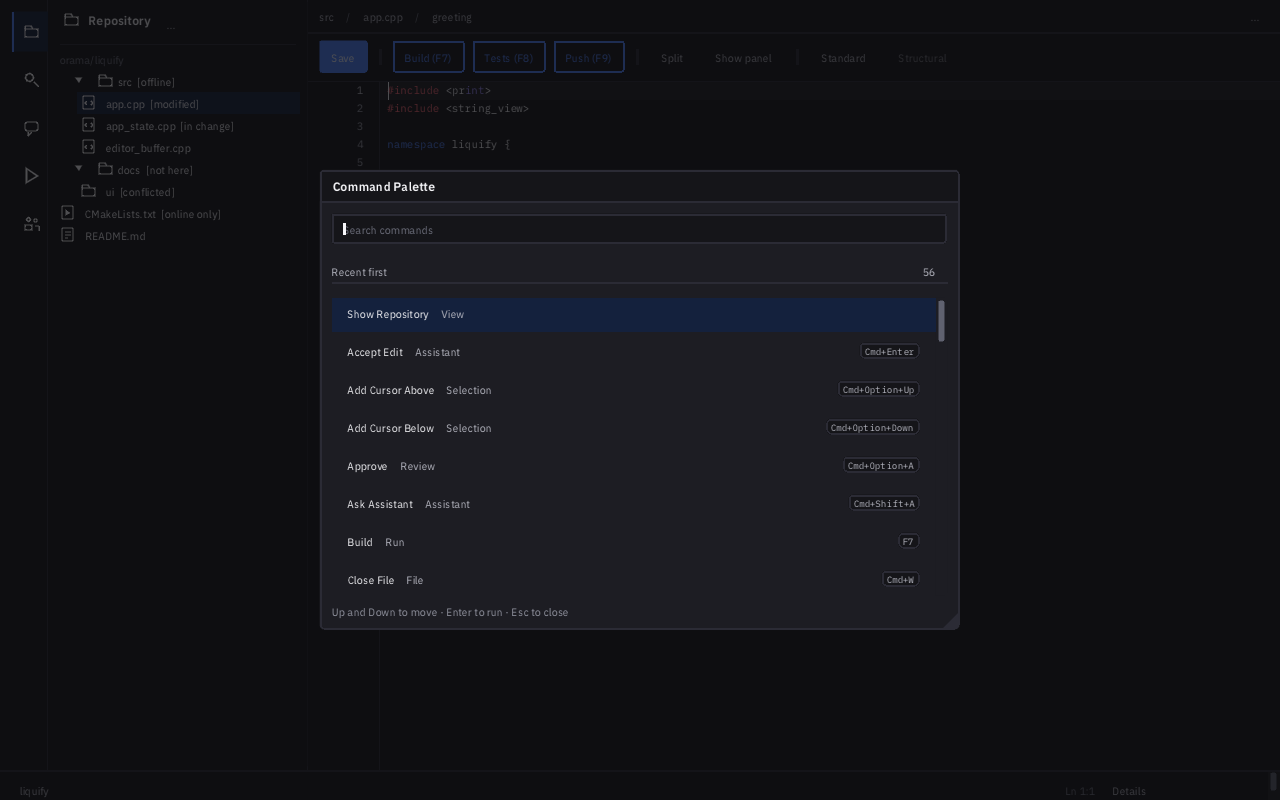 Repository ...
src / app.cpp / greeting ...
orama/liquify
src [offline]
app.cpp [modified]
app_state.cpp [in change]
editor_buffer.cpp
docs [not here]
ui [conflicted]
CMakeLists.txt [online only]
README.md
Save Build (F7) Tests (F8) Push (F9) Split Show panel Standard Structural
1 #include <print>
2 #include <string_view>
3
4 namespace liquify {
5
Command Palette
Search commands
Recent first 56
Show Repository View
Accept Edit Assistant Cmd+Enter
Add Cursor Above Selection Cmd+Option+Up
Add Cursor Below Selection Cmd+Option+Down
Approve Review Cmd+Option+A
Ask Assistant Assistant Cmd+Shift+A
Build Run F7
Close File File Cmd+W
Up and Down to move · Enter to run · Esc to close
liquify Ln 1:1 Details